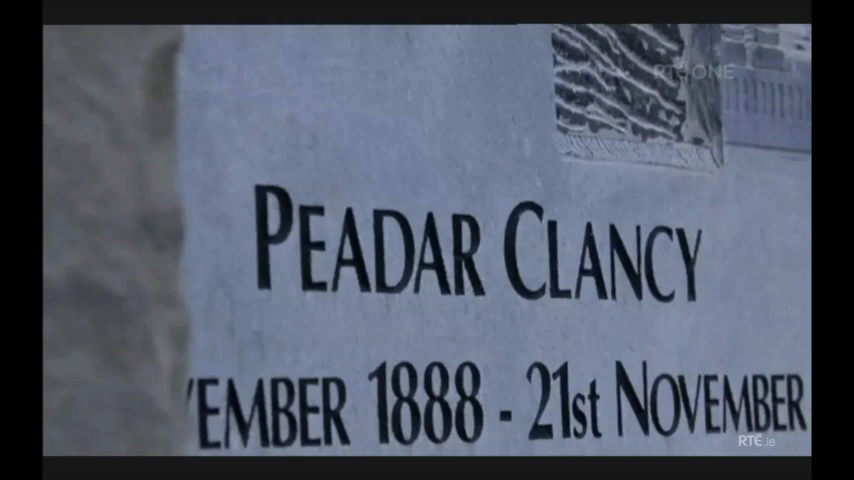 RTÉ ONE
PEADAR CLANCY
VEMBER 1888 - 21st NOVEMBER
RTÉ.ie